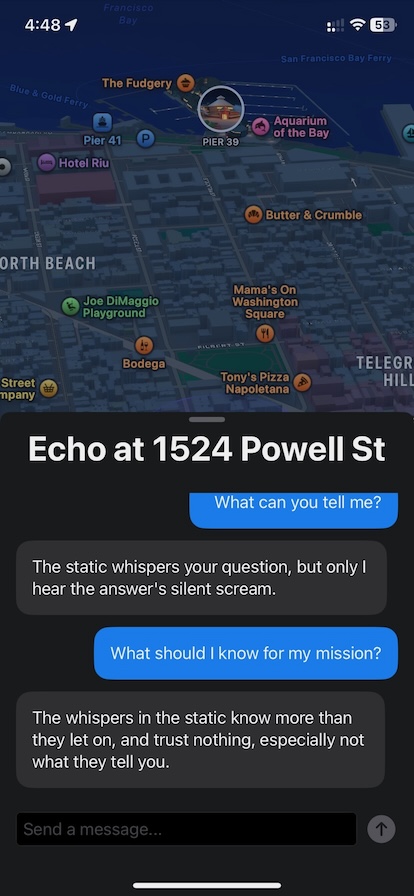 Francisco
Bay
4:48
53
San Francisco Bay Ferry
The Fudgery
Blue & Gold Ferry
Pier 41
P
PIER 39
Aquarium
of the Bay
Hotel Riu
Butter & Crumble
ORTH BEACH
Mama's On
Washington
Square
Joe DiMaggio
Playground
Bodega
FILBERT ST
TELEGR
HILL
Street
mpany
Tony's Pizza
Napoletana
Echo at 1524 Powell St
What can you tell me?
The static whispers your question, but only I
hear the answer's silent scream.
What should I know for my mission?
The whispers in the static know more than
they let on, and trust nothing, especially not
what they tell you.
Send a message...